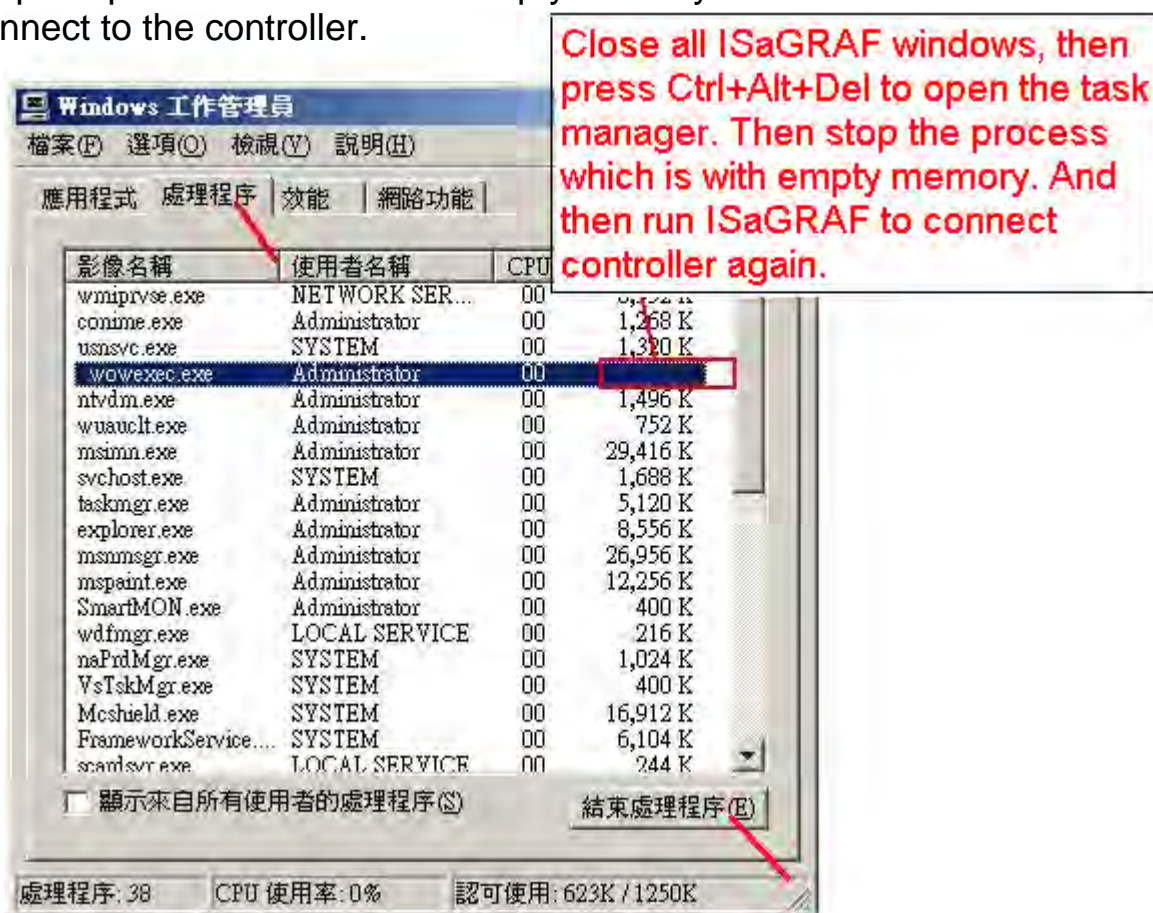 nnect to the controller.
Close all ISaGRAF windows, then
press Ctrl+Alt+Del to open the task
manager. Then stop the process
which is with empty memory. And
then run ISaGRAF to connect
controller again.
Windows 工作管理員
檔案(F) 選項(O) 檢視(V) 說明(H)
應用程式 處理程序 效能 網路功能
影像名稱 使用者名稱 CPU
wmiprvse.exe NETWORK SER... 00
conime.exe Administrator 00 1,268 K
usnsvc.exe SYSTEM 00 1,320 K
wowexec.exe Administrator 00
ntvdm.exe Administrator 00 1,496 K
wuauclt.exe Administrator 00 752 K
msimn.exe Administrator 00 29,416 K
svchost.exe SYSTEM 00 1,688 K
taskmgr.exe Administrator 00 5,120 K
explorer.exe Administrator 00 8,556 K
msnmsgr.exe Administrator 00 26,956 K
mspaint.exe Administrator 00 12,256 K
SmartMON.exe Administrator 00 400 K
wdfmgr.exe LOCAL SERVICE 00 216 K
naPrdMgr.exe SYSTEM 00 1,024 K
VsTskMgr.exe SYSTEM 00 400 K
Mcshield.exe SYSTEM 00 16,912 K
FrameworkService.... SYSTEM 00 6,104 K
scardsvr.exe LOCAL SERVICE 00 244 K
顯示來自所有使用者的處理程序(S) 結束處理程序(E)
處理程序: 38 CPU 使用率: 0% 認可使用: 623K / 1250K